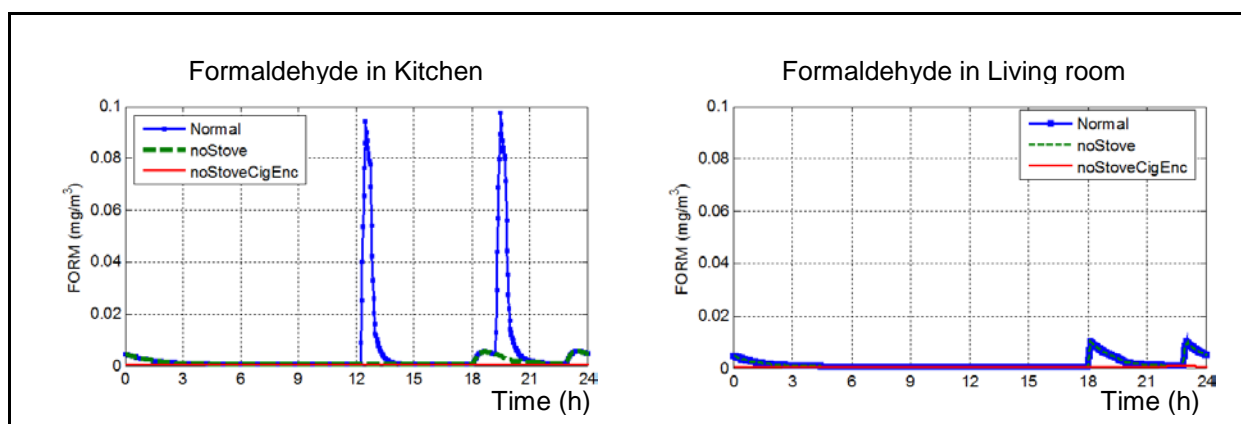 Formaldehyde in Kitchen
0.1
0.08
0.06
0.04
0.02
0
FORM (mg/m³)
Normal
noStove
noStoveCigEnc
0 3 6 9 12 15 18 21 24
Time (h)
Formaldehyde in Living room
0.1
0.08
0.06
0.04
0.02
0
FORM (mg/m³)
Normal
noStove
noStoveCigEnc
0 3 6 9 12 15 18 21 24
Time (h)